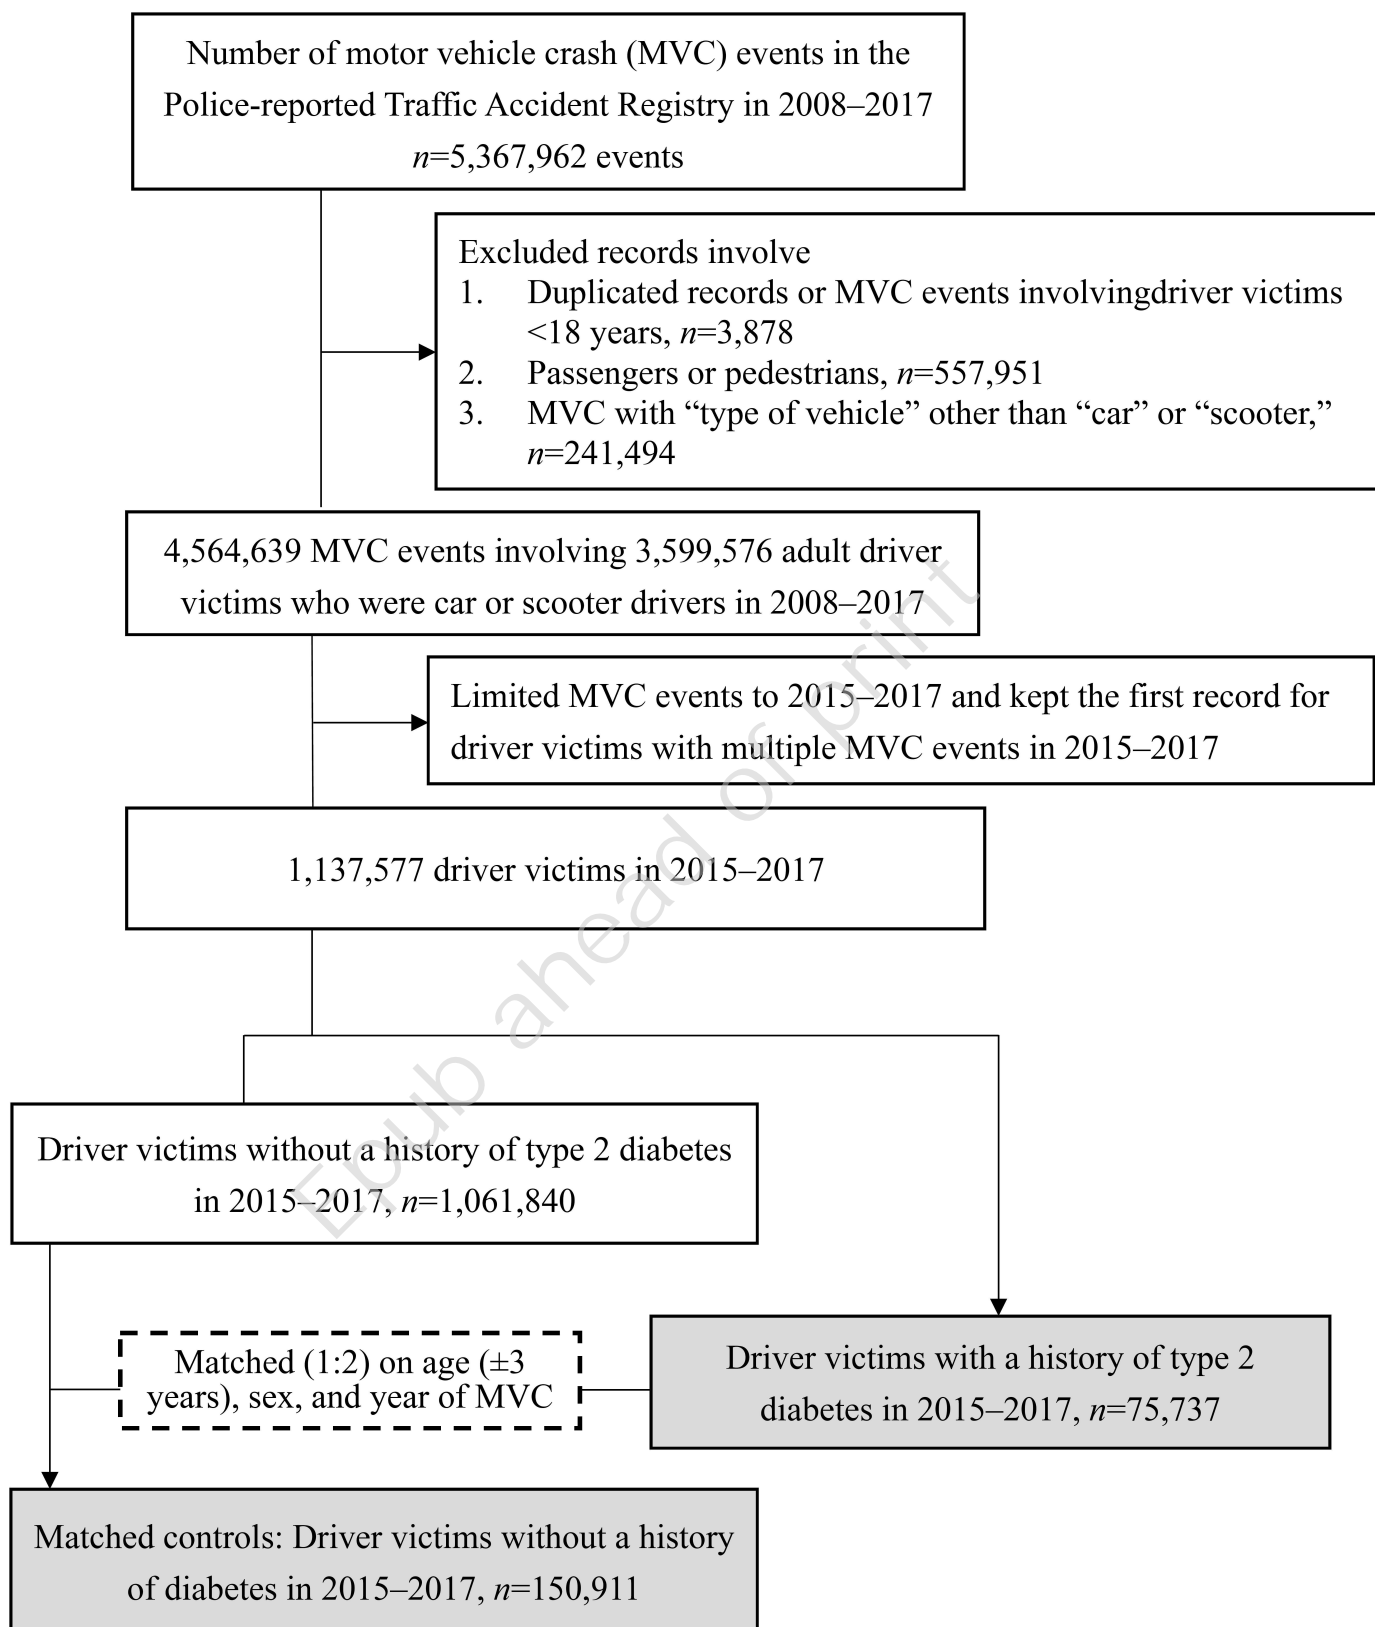 Number of motor vehicle crash (MVC) events in the
Police-reported Traffic Accident Registry in 2008–2017
n=5,367,962 events
Excluded records involve
1. Duplicated records or MVC events involvingdriver victims
<18 years, n=3,878
2. Passengers or pedestrians, n=557,951
3. MVC with “type of vehicle” other than “car” or “scooter,”
n=241,494
4,564,639 MVC events involving 3,599,576 adult driver
victims who were car or scooter drivers in 2008–2017
Limited MVC events to 2015–2017 and kept the first record for
driver victims with multiple MVC events in 2015–2017
1,137,577 driver victims in 2015–2017
Driver victims without a history of type 2 diabetes
in 2015–2017, n=1,061,840
Matched (1:2) on age (±3
years), sex, and year of MVC
Driver victims with a history of type 2
diabetes in 2015–2017, n=75,737
Matched controls: Driver victims without a history
of diabetes in 2015–2017, n=150,911
Epub ahead of print